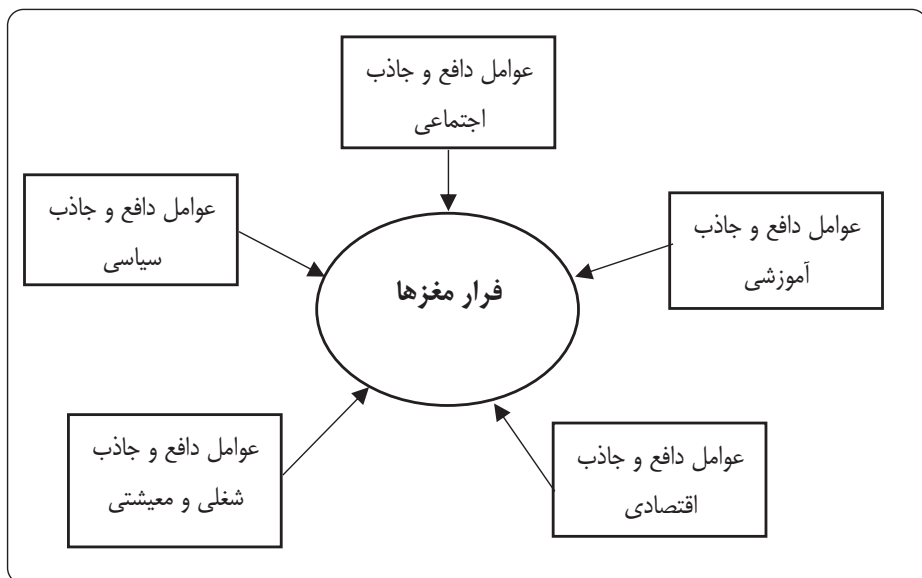 عوامل دافع و جاذب
اجتماعی
عوامل دافع و جاذب
آموزشی
عوامل دافع و جاذب
سیاسی
فرار مغزها
عوامل دافع و جاذب
اقتصادی
عوامل دافع و جاذب
شغلی و معیشتی